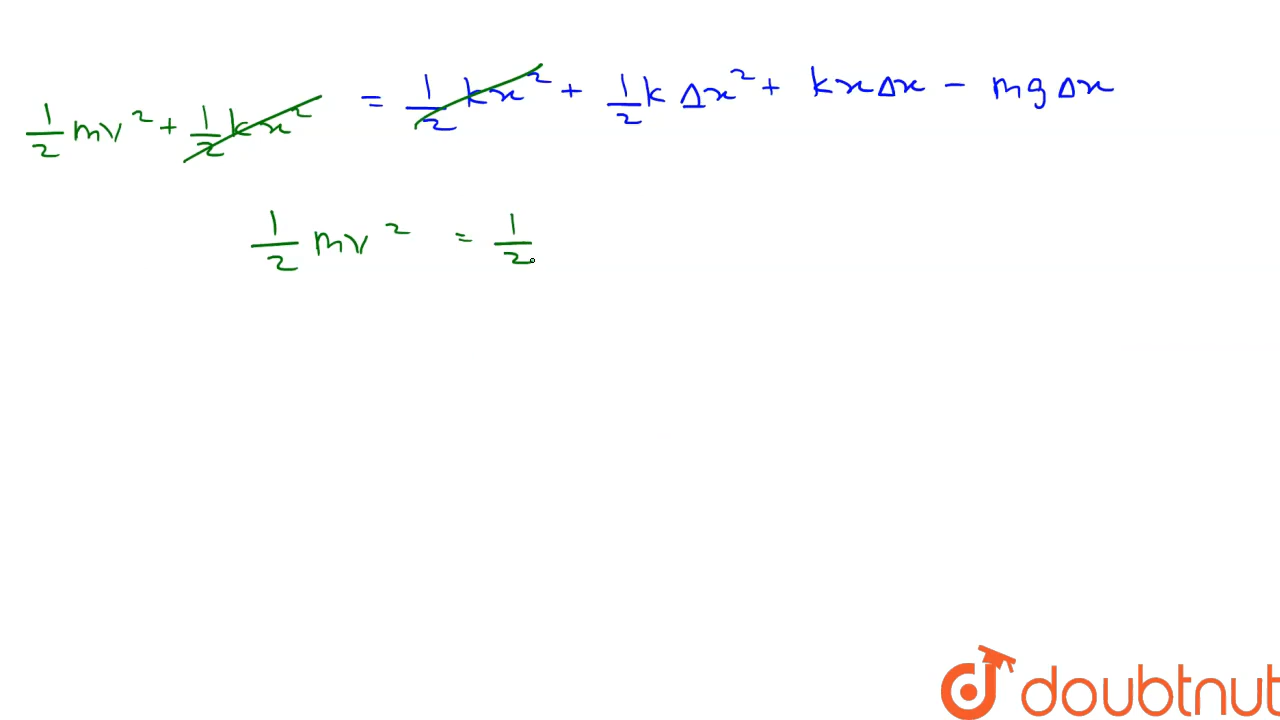 1/2 mv² + 1/2 kx² = 1/2 kx² + 1/2 k Δx² + kxΔx − mgΔx
1/2 mv² = 1/2
doubtnut